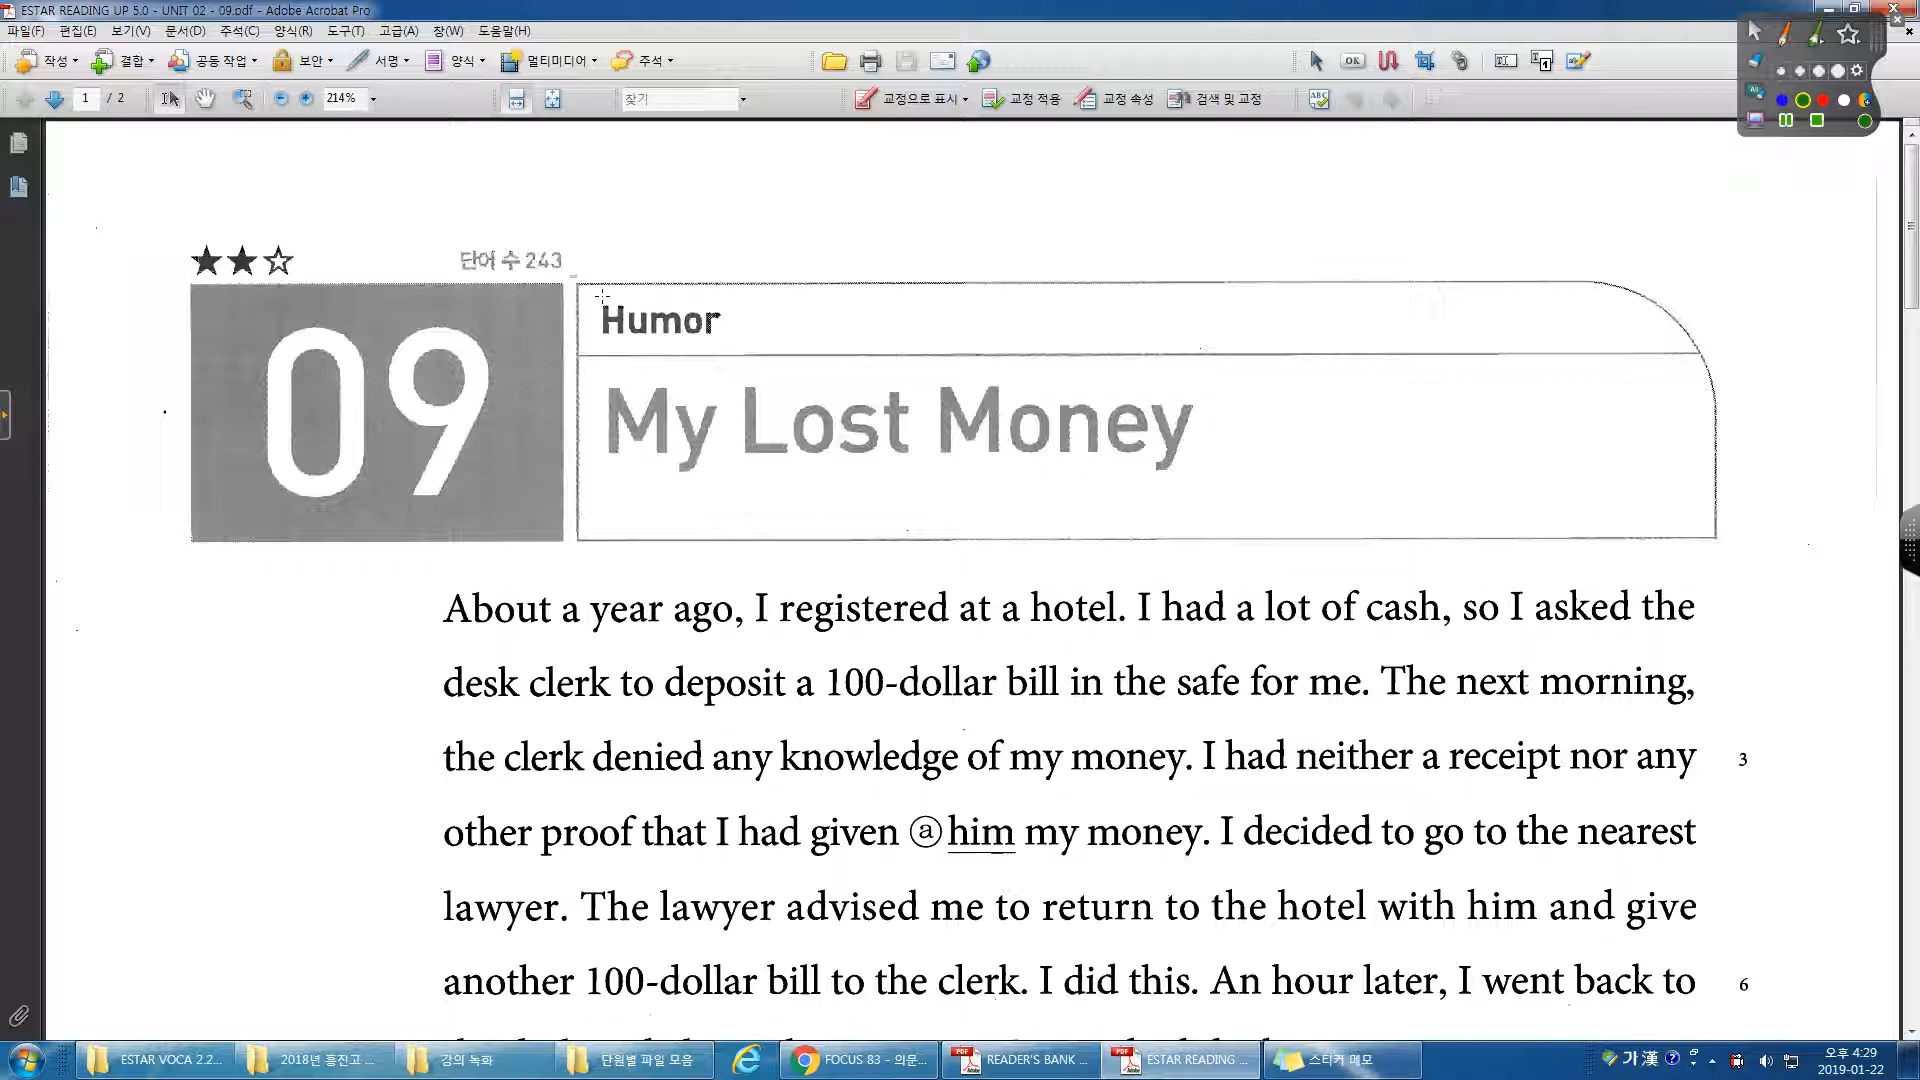 ESTAR READING UP 5.0 - UNIT 02 - 09.pdf - Adobe Acrobat Pro
파일(F) 편집(E) 보기(V) 문서(D) 주석(C) 양식(R) 도구(T) 고급(A) 창(W) 도움말(H)
작성 결합 공동 작업 보안 서명 양식 멀티미디어 주석 OK
1 / 2 214% 찾기 교정으로 표시 교정 적용 교정 속성 검색 및 교정
★★☆ 단어 수 243
09
Humor
My Lost Money
About a year ago, I registered at a hotel. I had a lot of cash, so I asked the
desk clerk to deposit a 100-dollar bill in the safe for me. The next morning,
the clerk denied any knowledge of my money. I had neither a receipt nor any 3
other proof that I had given ⓐ him my money. I decided to go to the nearest
lawyer. The lawyer advised me to return to the hotel with him and give
another 100-dollar bill to the clerk. I did this. An hour later, I went back to 6
ESTAR VOCA 2.2... 2018년 흥진고 ... 강의 녹화 단원별 파일 모음 FOCUS 83 - 의문... READER'S BANK ... ESTAR READING ... 스티커 메모 가 漢 오후 4:29
2019-01-22